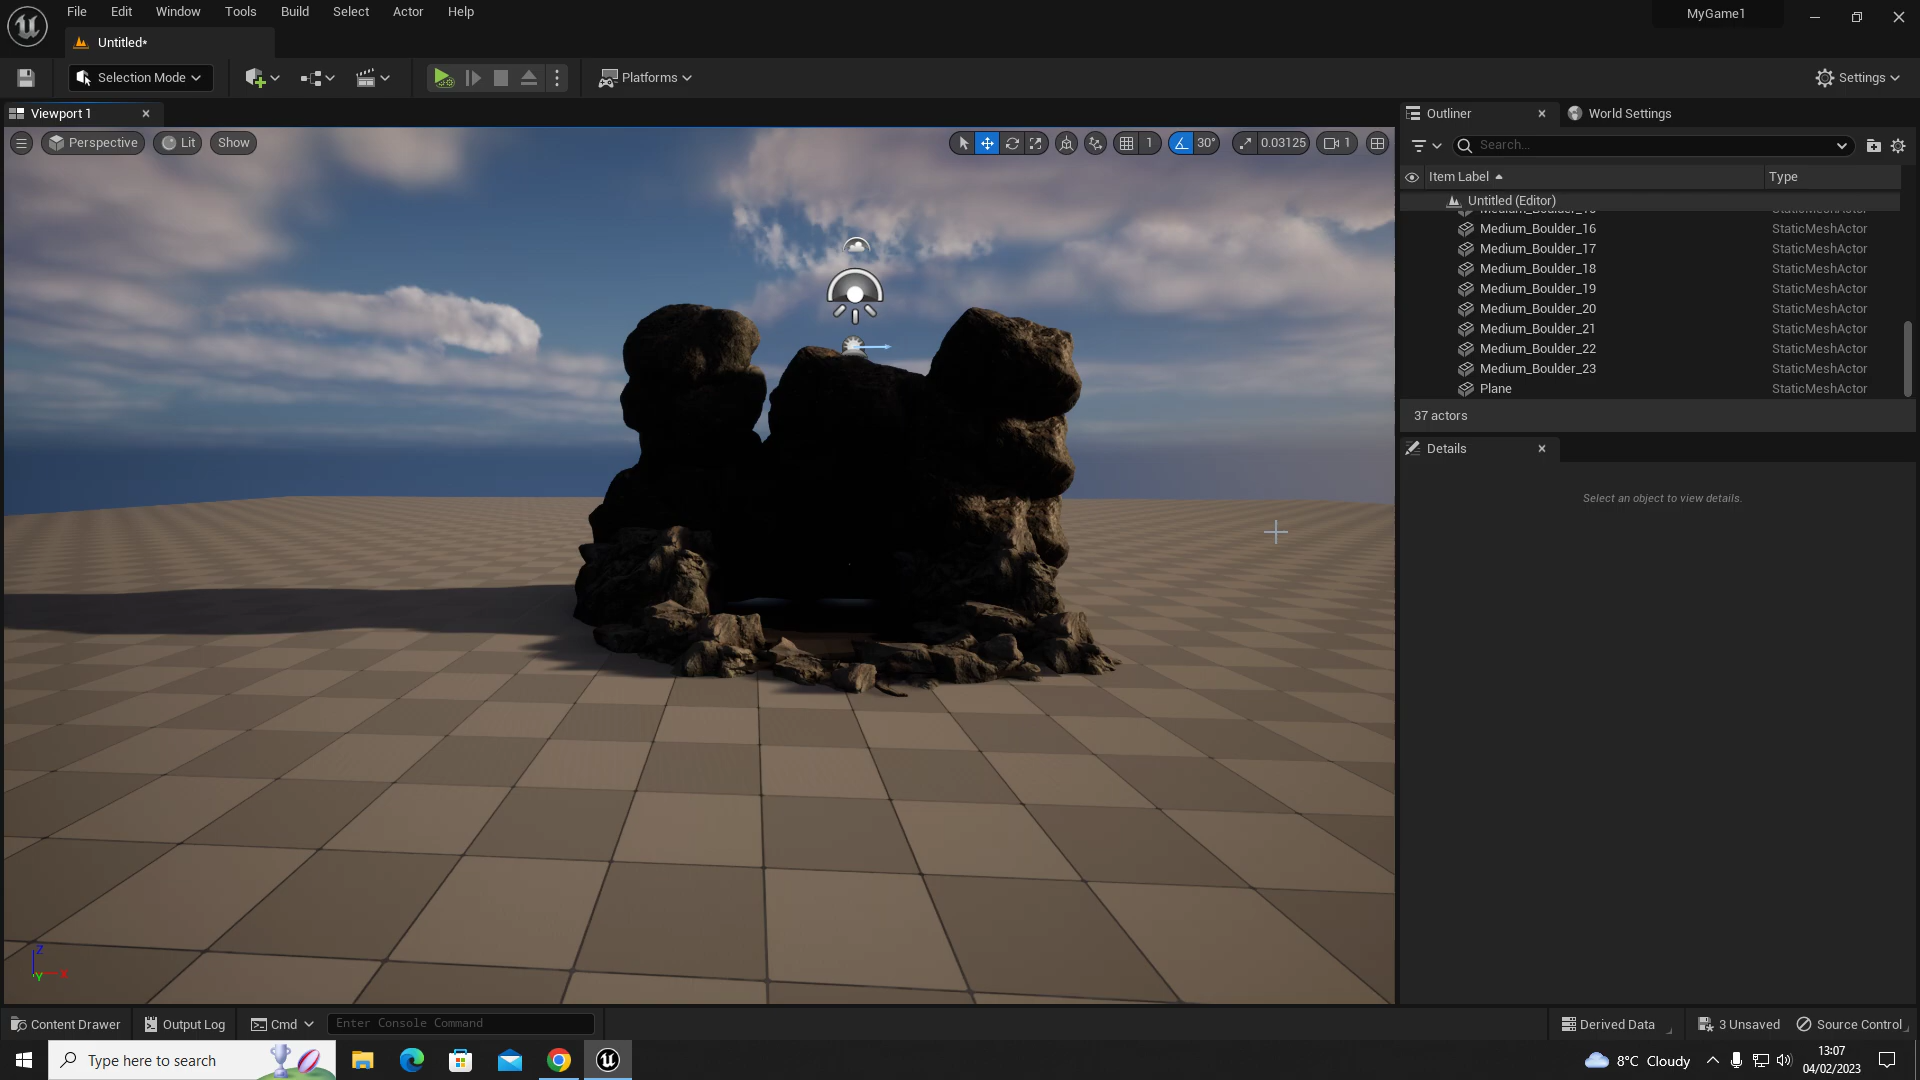 File Edit Window Tools Build Select Actor Help
MyGame1
Untitled*
Selection Mode
Platforms
Settings
Viewport 1
Outliner
World Settings
Perspective
Lit
Show
1
30°
0.03125
1
Search...
Item Label
Type
Untitled (Editor)
Medium_Boulder_16 StaticMeshActor
Medium_Boulder_17 StaticMeshActor
Medium_Boulder_18 StaticMeshActor
Medium_Boulder_19 StaticMeshActor
Medium_Boulder_20 StaticMeshActor
Medium_Boulder_21 StaticMeshActor
Medium_Boulder_22 StaticMeshActor
Medium_Boulder_23 StaticMeshActor
Plane StaticMeshActor
37 actors
Details
Select an object to view details.
Z
Y
X
Content Drawer
Output Log
Cmd
Enter Console Command
Derived Data
3 Unsaved
Source Control
Type here to search
8°C Cloudy
13:07
04/02/2023